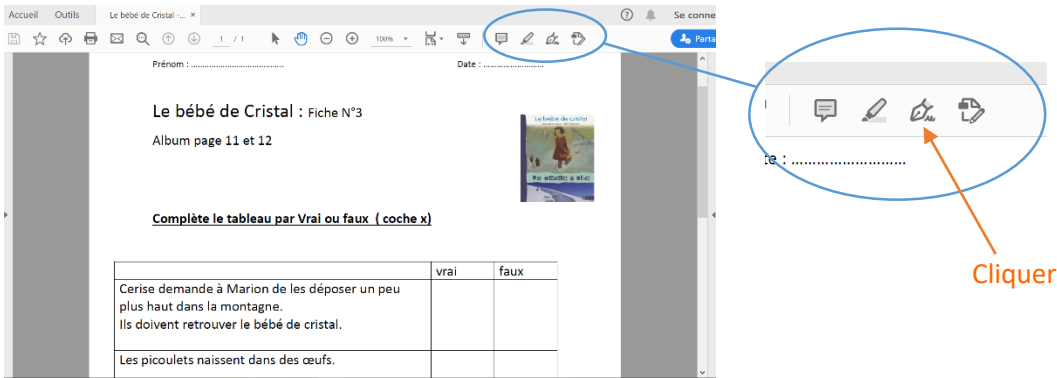 Accueil Outils Le bébé de Cristal -... × Se conne
1 / 1 100% Parta
Prénom : ...................................... Date : .........................
Le bébé de Cristal : Fiche N°3
Album page 11 et 12
Le bébé de cristal
Complète le tableau par Vrai ou faux ( coche x)
vrai faux
Cerise demande à Marion de les déposer un peu
plus haut dans la montagne.
Ils doivent retrouver le bébé de cristal.
Les picoulets naissent dans des œufs.
te : ..........................
Cliquer